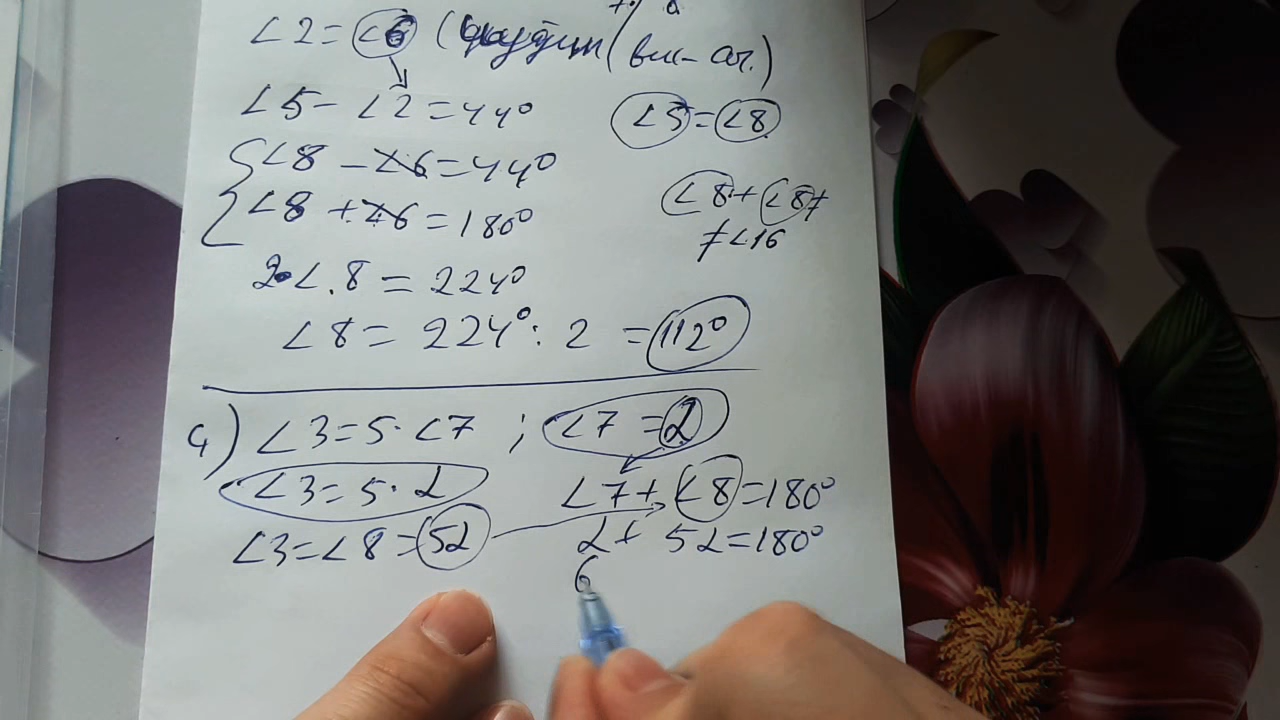 ∠2 = ∠6 ( вис-ач.)
∠5 - ∠2 = 44°
∠5 = ∠8
∠8 - ∠6 = 44°
∠8 + ∠6 = 180°
∠8 + ∠8 ≠
≠ ∠16
2·∠.8 = 224°
∠8 = 224° : 2 = 112°
4) ∠3 = 5·∠7 ; ∠7 = α
∠3 = 5·α
∠7 + ∠8 = 180°
∠3 = ∠8 = 5α
α + 5α = 180°
6